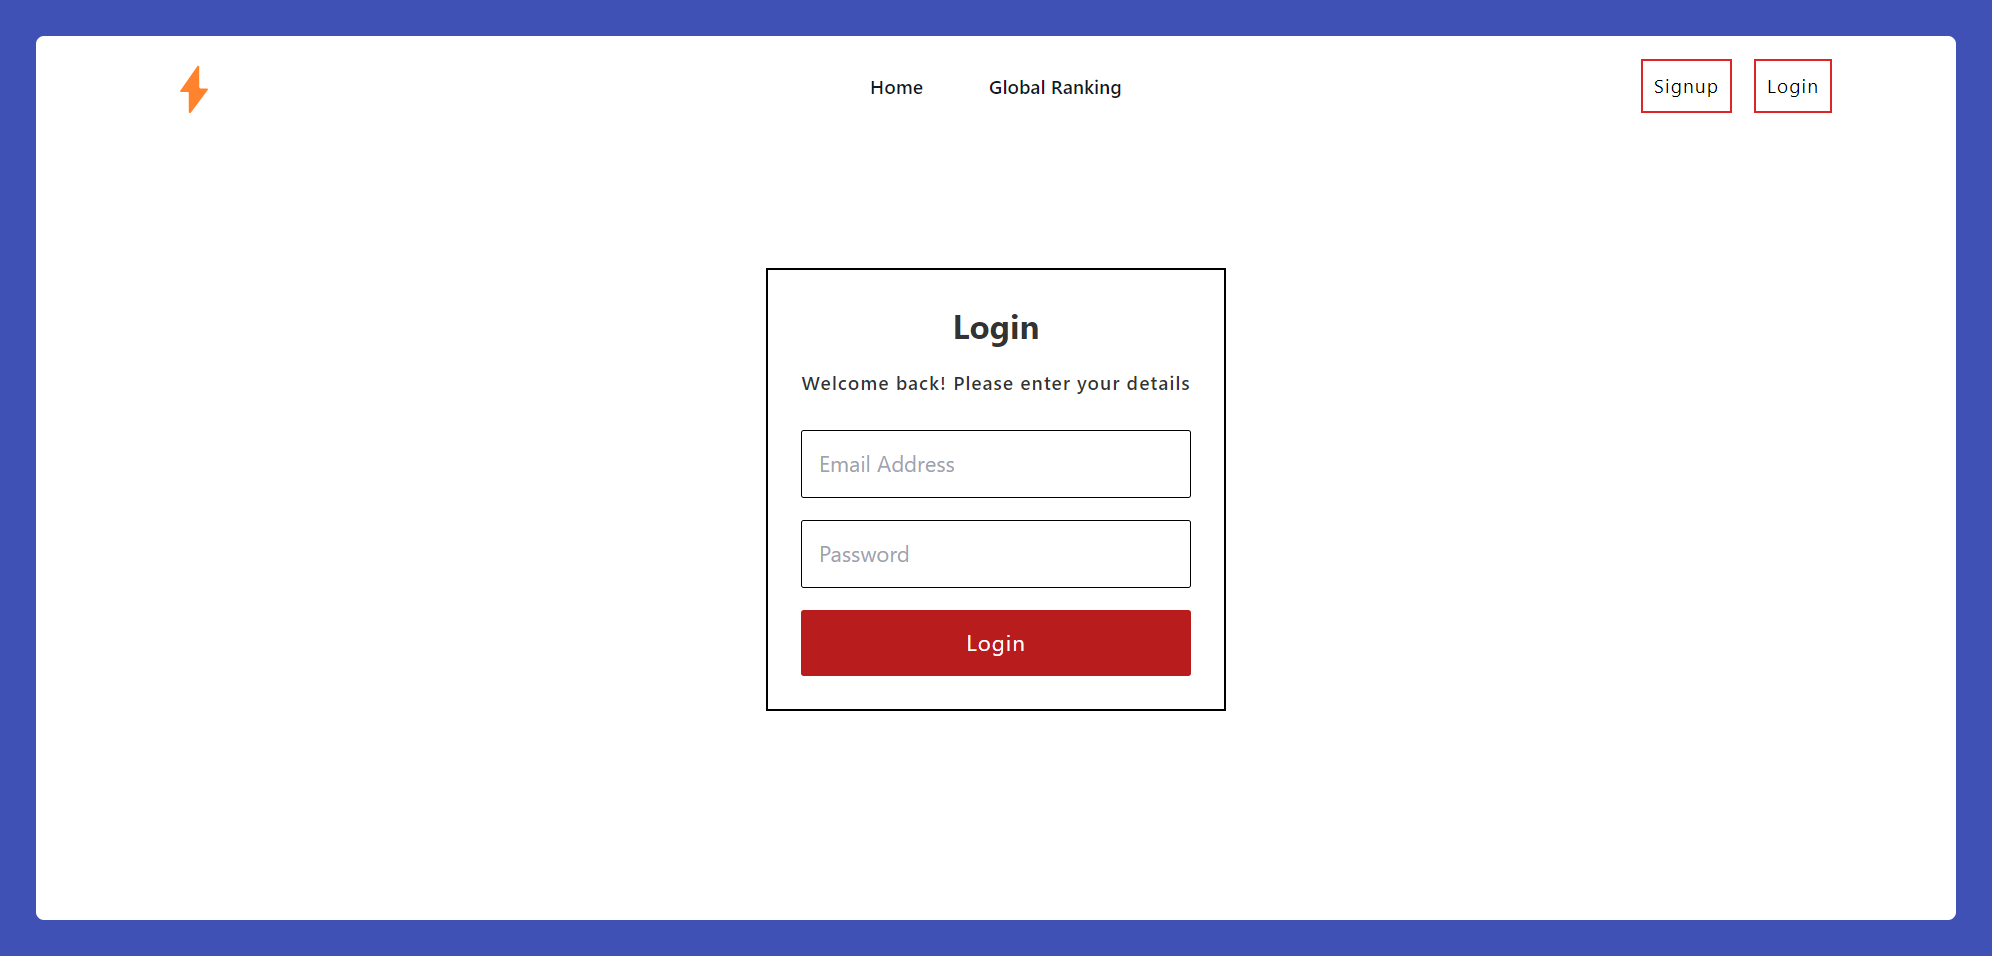 Home
Global Ranking
Signup
Login
Login
Welcome back! Please enter your details
Email Address
Password
Login